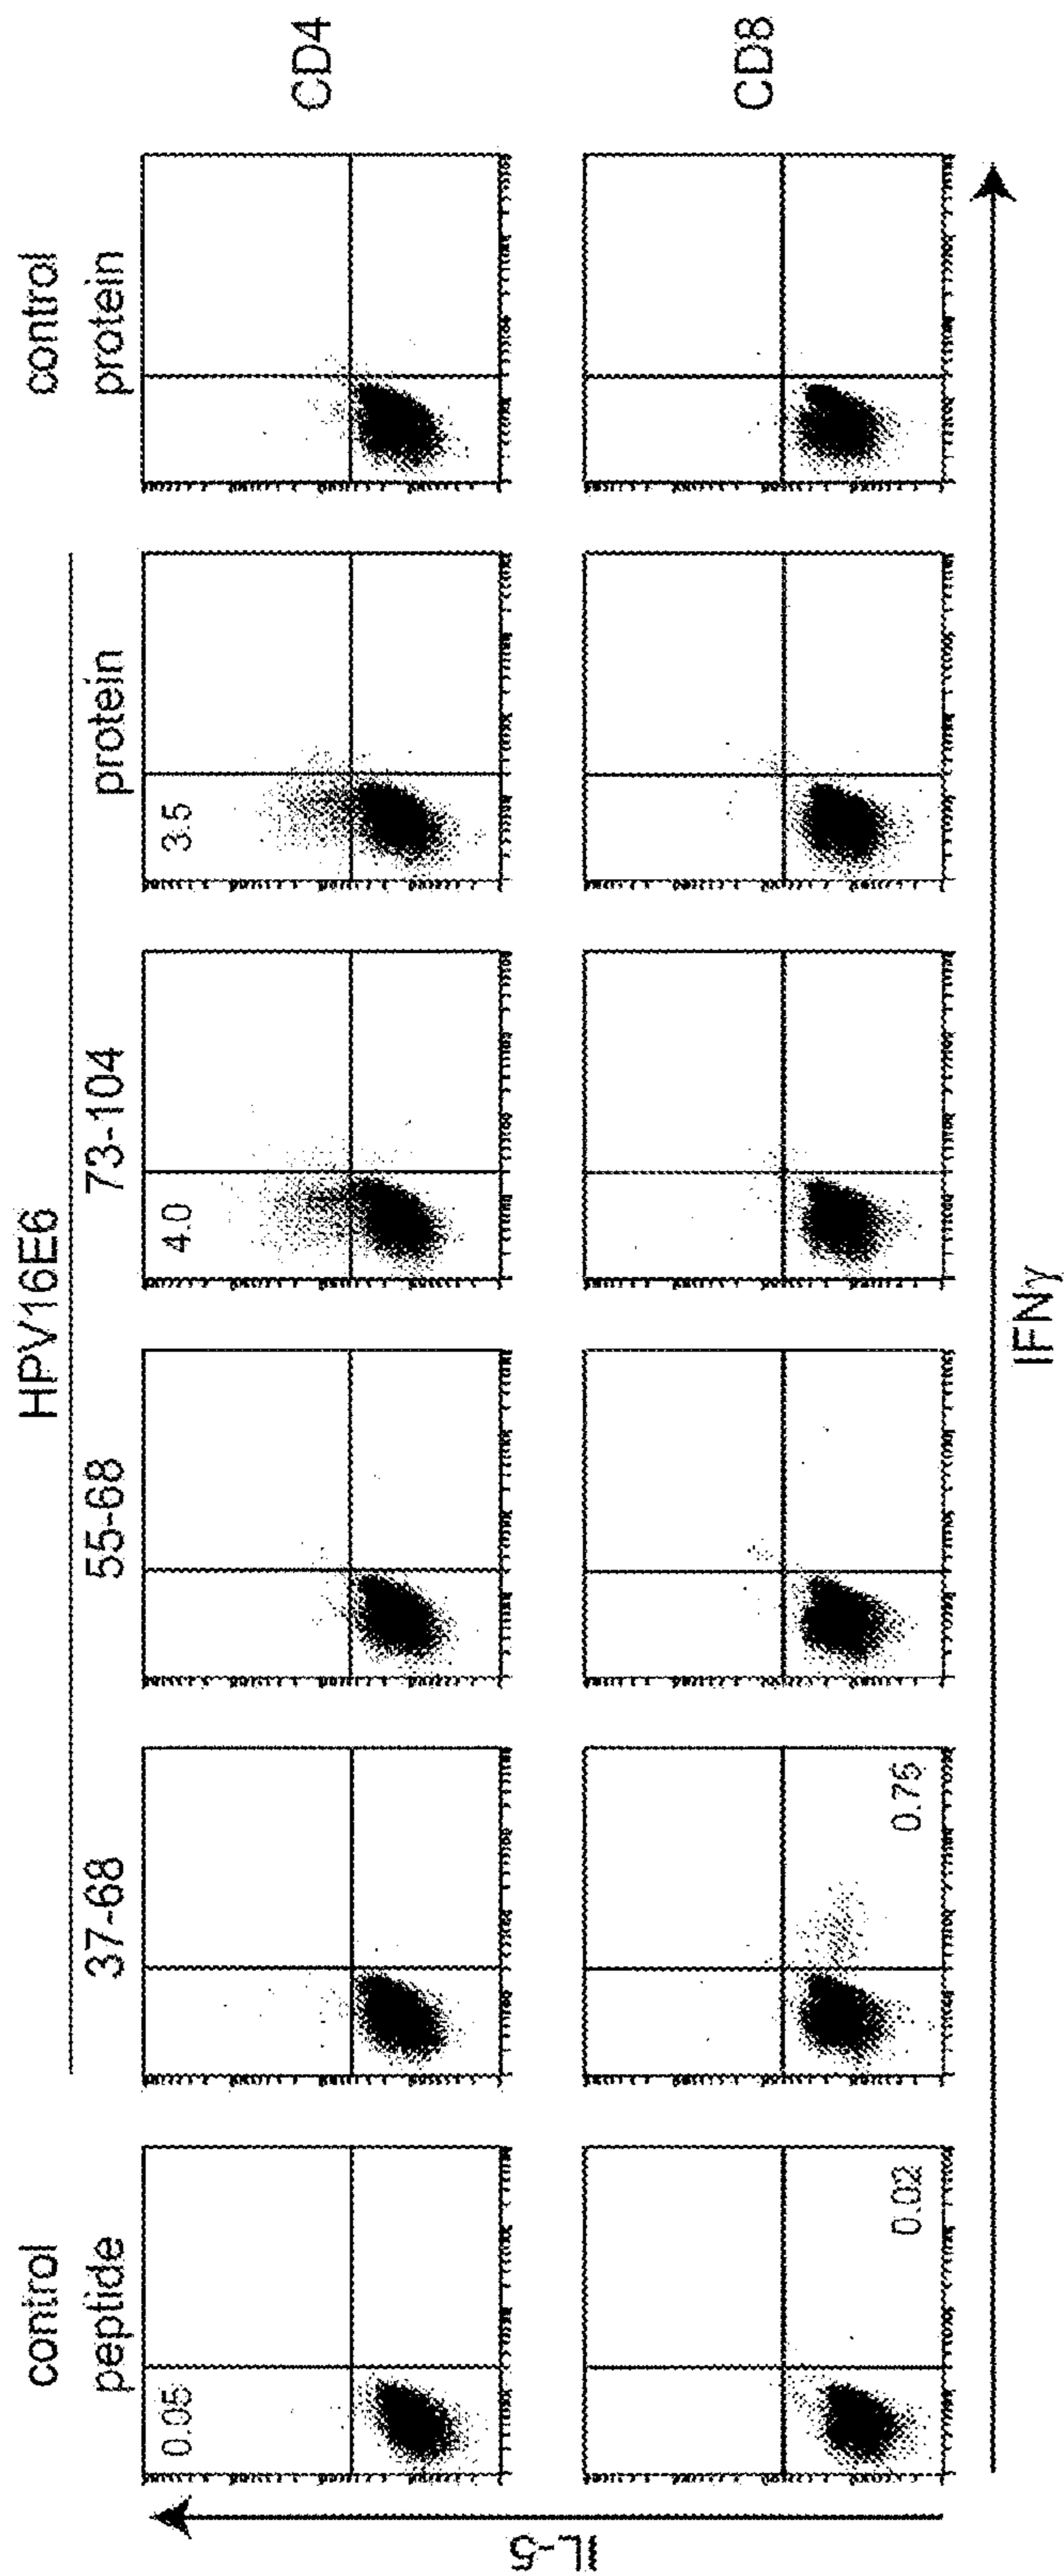 HPV16E6
control
peptide
37-68
55-68
73-104
protein
control
protein
0.05
4.0
3.5
CD4
0.02
0.75
CD8
IL-5
IFNγ